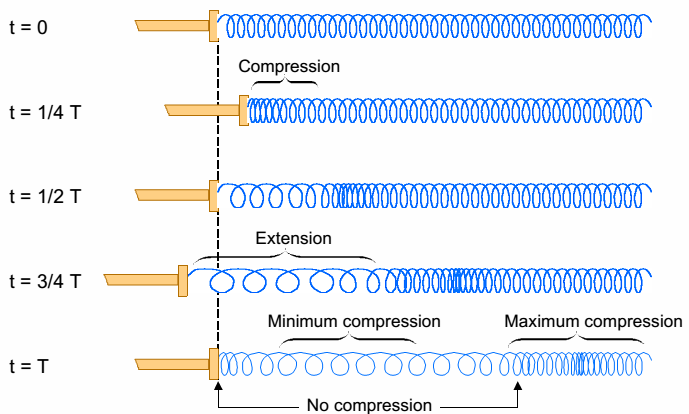 t = 0
Compression
t = 1/4 T
t = 1/2 T
Extension
t = 3/4 T
Minimum compression Maximum compression
t = T
No compression